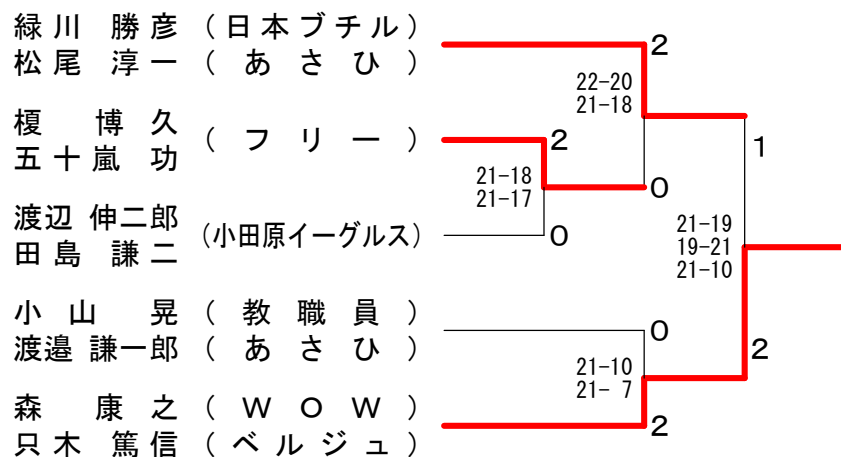 緑川 勝彦 (日本ブチル)
松尾 淳一 (あさひ)
2
22-20
21-18
榎 博久
五十嵐 功
(フリー)
2
1
21-18
21-17
0
渡辺 伸二郎
田島 謙二
(小田原イーグルス)
0
21-19
19-21
21-10
小山 晃 (教職員)
渡邉 謙一郎 (あさひ)
0
2
21-10
21- 7
森 康之 (WOW)
只木 篤信 (ベルジュ)
2